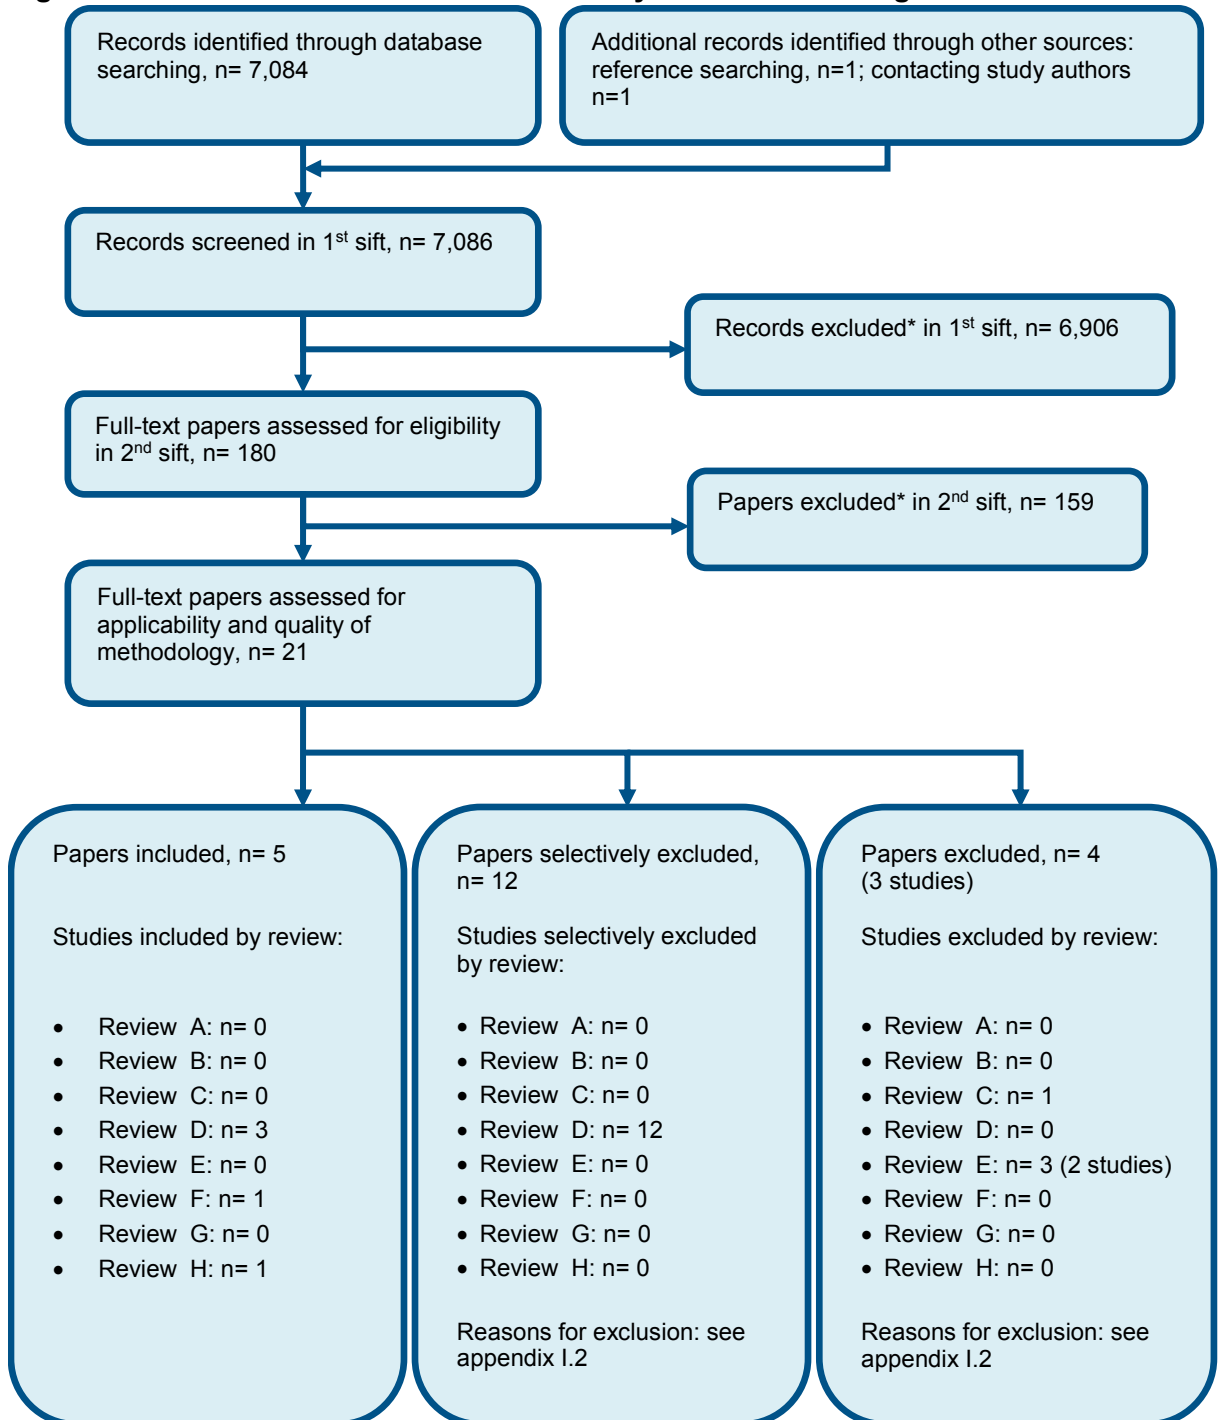 Records identified through database
searching, n= 7,084
Additional records identified through other sources:
reference searching, n=1; contacting study authors
n=1
Records screened in 1st sift, n= 7,086
Records excluded* in 1st sift, n= 6,906
Full-text papers assessed for eligibility
in 2nd sift, n= 180
Papers excluded* in 2nd sift, n= 159
Full-text papers assessed for
applicability and quality of
methodology, n= 21
Papers included, n= 5
Studies included by review:
• Review A: n= 0
• Review B: n= 0
• Review C: n= 0
• Review D: n= 3
• Review E: n= 0
• Review F: n= 1
• Review G: n= 0
• Review H: n= 1
Papers selectively excluded,
n= 12
Studies selectively excluded
by review:
• Review A: n= 0
• Review B: n= 0
• Review C: n= 0
• Review D: n= 12
• Review E: n= 0
• Review F: n= 0
• Review G: n= 0
• Review H: n= 0
Reasons for exclusion: see
appendix I.2
Papers excluded, n= 4
(3 studies)
Studies excluded by review:
• Review A: n= 0
• Review B: n= 0
• Review C: n= 1
• Review D: n= 0
• Review E: n= 3 (2 studies)
• Review F: n= 0
• Review G: n= 0
• Review H: n= 0
Reasons for exclusion: see
appendix I.2